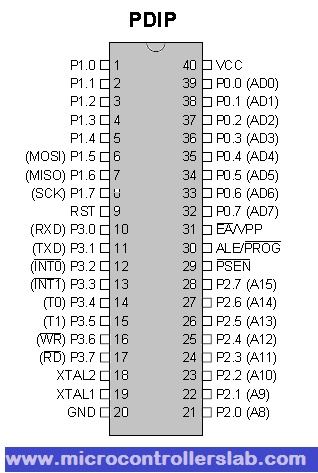 PDIP
P1.0 1 40 VCC
P1.1 2 39 P0.0 (AD0)
P1.2 3 38 P0.1 (AD1)
P1.3 4 37 P0.2 (AD2)
P1.4 5 36 P0.3 (AD3)
(MOSI) P1.5 6 35 P0.4 (AD4)
(MISO) P1.6 7 34 P0.5 (AD5)
(SCK) P1.7 8 33 P0.6 (AD6)
RST 9 32 P0.7 (AD7)
(RXD) P3.0 10 31 E̅A̅/VPP
(TXD) P3.1 11 30 ALE/P̅R̅O̅G̅
(I̅N̅T̅0̅) P3.2 12 29 P̅S̅E̅N̅
(I̅N̅T̅1̅) P3.3 13 28 P2.7 (A15)
(T0) P3.4 14 27 P2.6 (A14)
(T1) P3.5 15 26 P2.5 (A13)
(W̅R̅) P3.6 16 25 P2.4 (A12)
(R̅D̅) P3.7 17 24 P2.3 (A11)
XTAL2 18 23 P2.2 (A10)
XTAL1 19 22 P2.1 (A9)
GND 20 21 P2.0 (A8)
www.microcontrollerslab.com